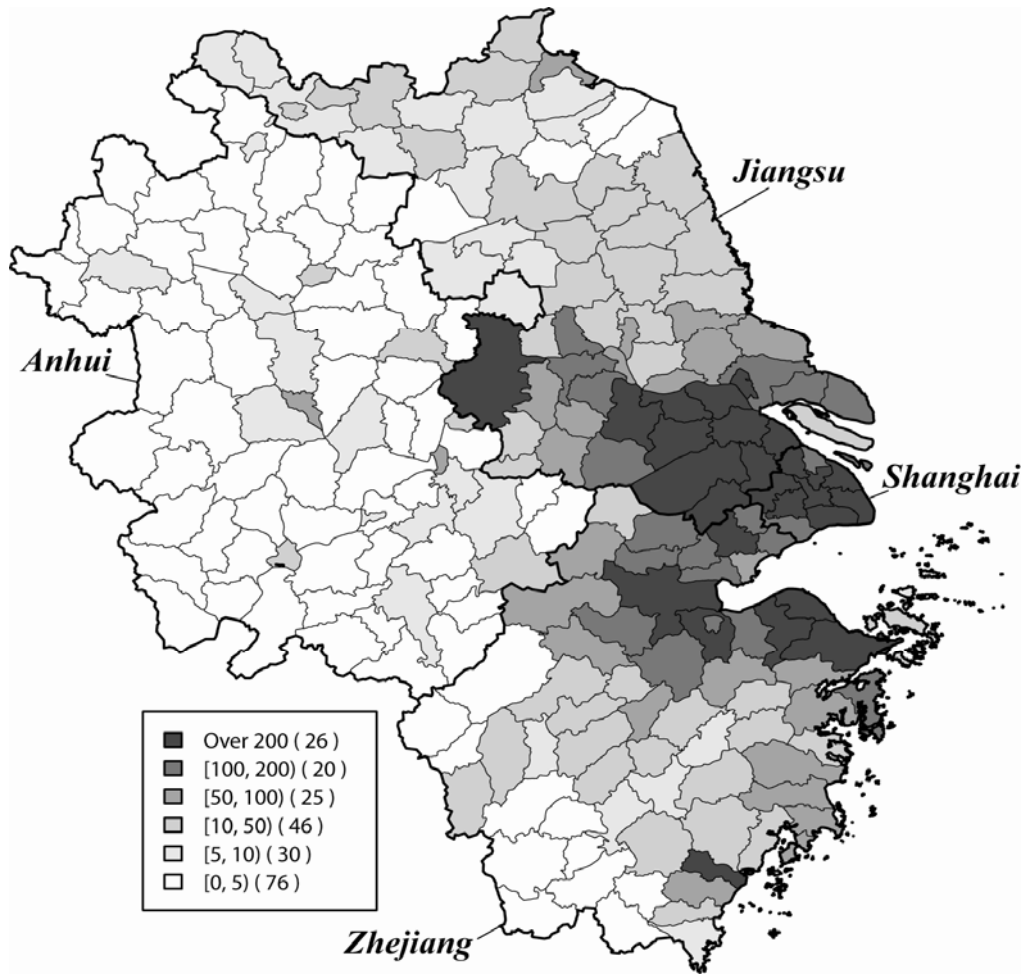 Jiangsu
Anhui
Shanghai
Over 200 ( 26 )
[100, 200) ( 20 )
[50, 100) ( 25 )
[10, 50) ( 46 )
[5, 10) ( 30 )
[0, 5) ( 76 )
Zhejiang